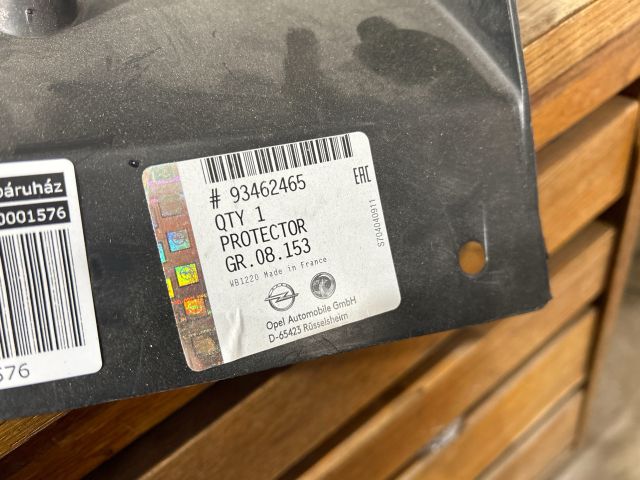 # 93462465
QTY 1
PROTECTOR
GR.08.153
WB1220 Made in France
Opel Automobile GmbH
D-65423 Rüsselsheim
EAC
S704040911
báruház
0001576
576